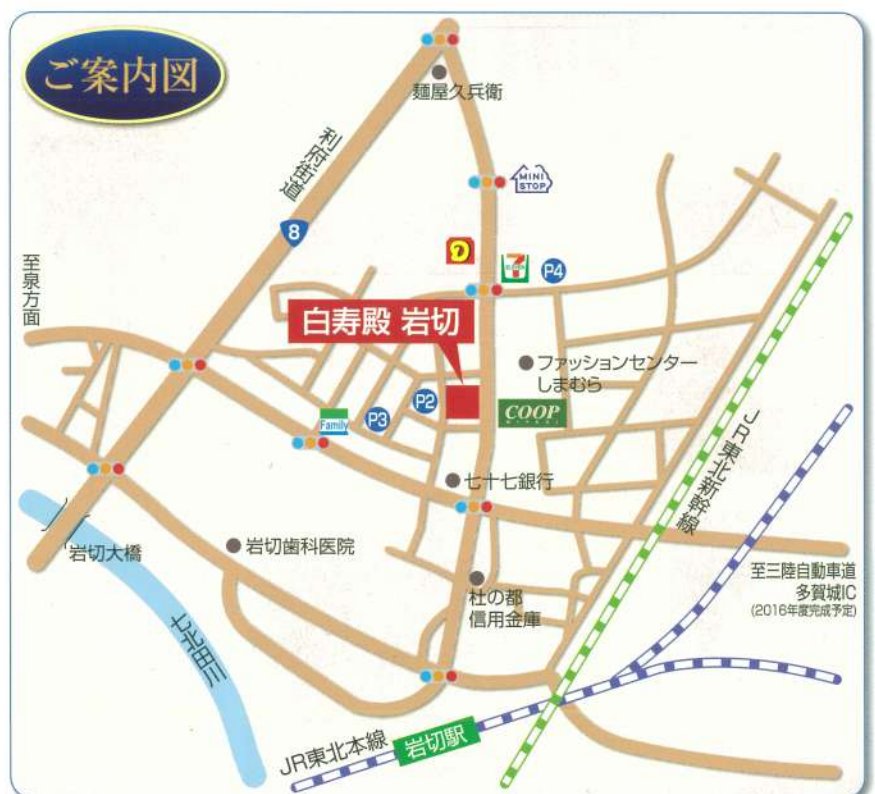 ご案内図
麺屋久兵衛
利府街道
MINI
STOP
8
7
ELEVEN
P4
至泉方面
白寿殿 岩切
ファッションセンター
しまむら
P2
P3
Family
COOP
MIYAGI
七十七銀行
JR東北新幹線
岩切大橋
岩切歯科医院
杜の都
信用金庫
至三陸自動車道
多賀城IC
(2016年度完成予定)
七北田川
JR東北本線
岩切駅